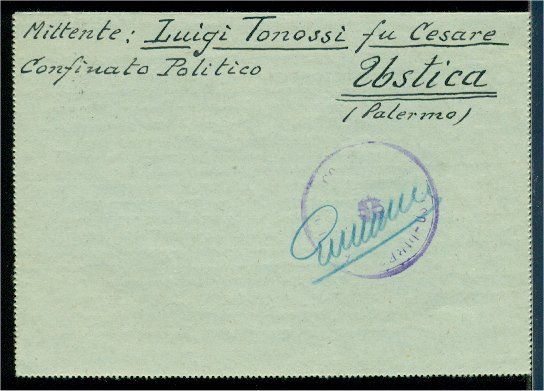 Mittente: Luigi Tonossi fu Cesare
Confinato Politico
Ustica
(Palermo)